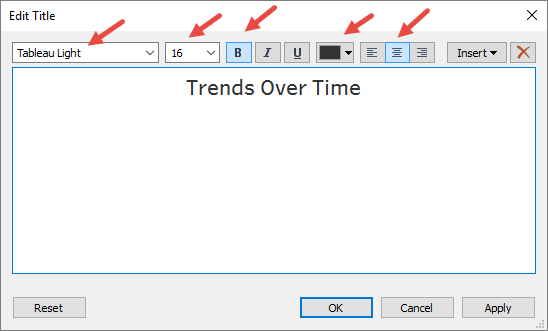 Edit Title
Tableau Light 16 B I U Insert
Trends Over Time
Reset OK Cancel Apply